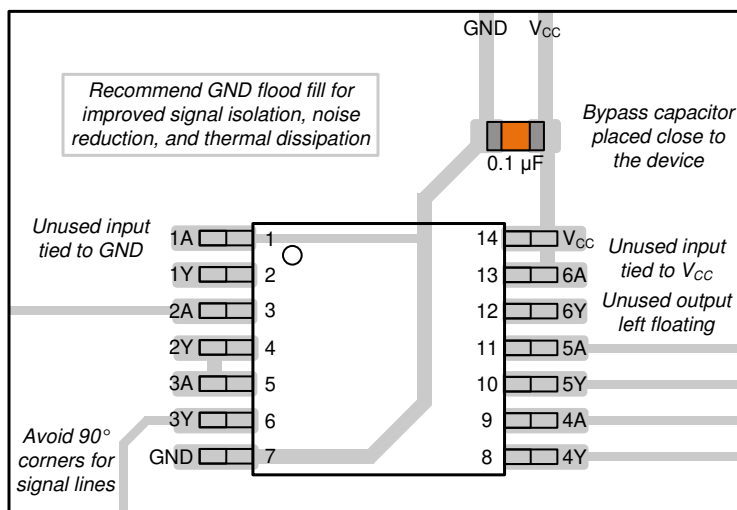 GND
VCC
Recommend GND flood fill for
improved signal isolation, noise
reduction, and thermal dissipation
Bypass capacitor
placed close to
the device
0.1 µF
Unused input
tied to GND
1A
1
14
VCC
Unused input
tied to VCC
1Y
2
13
6A
2A
3
12
6Y
Unused output
left floating
2Y
4
11
5A
3A
5
10
5Y
3Y
6
9
4A
Avoid 90°
corners for
signal lines
GND
7
8
4Y